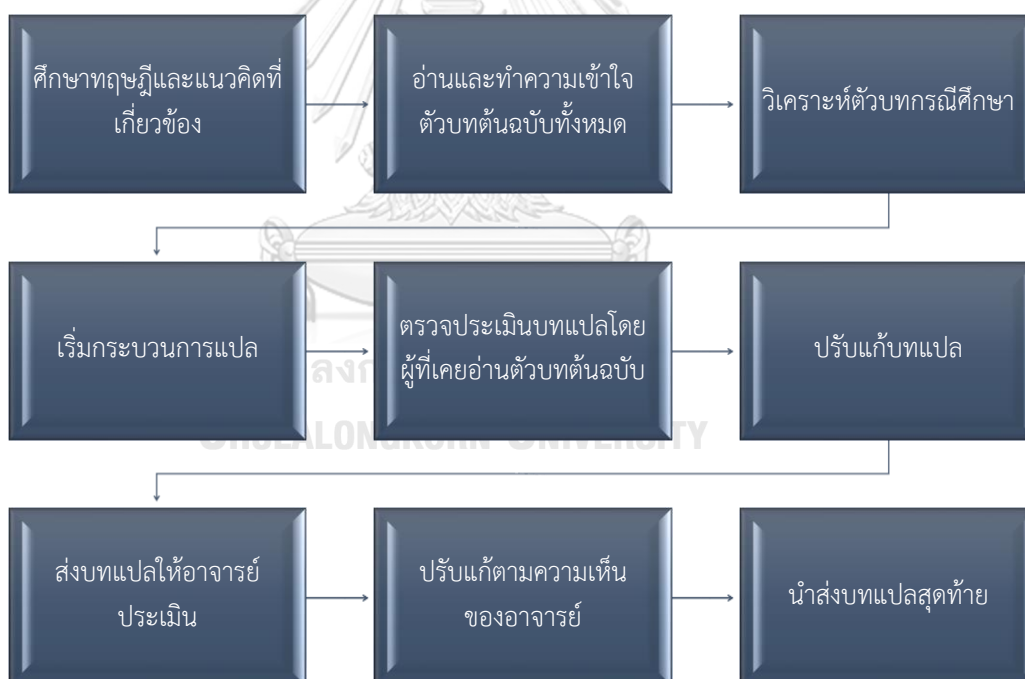 ศึกษาทฤษฎีและแนวคิดที่
เกี่ยวข้อง
อ่านและทำความเข้าใจ
ตัวบทต้นฉบับทั้งหมด
วิเคราะห์ตัวบทกรณีศึกษา
เริ่มกระบวนการแปล
ตรวจประเมินบทแปลโดย
ผู้ที่เคยอ่านตัวบทต้นฉบับ
ปรับแก้บทแปล
ส่งบทแปลให้อาจารย์
ประเมิน
ปรับแก้ตามความเห็น
ของอาจารย์
นำส่งบทแปลสุดท้าย